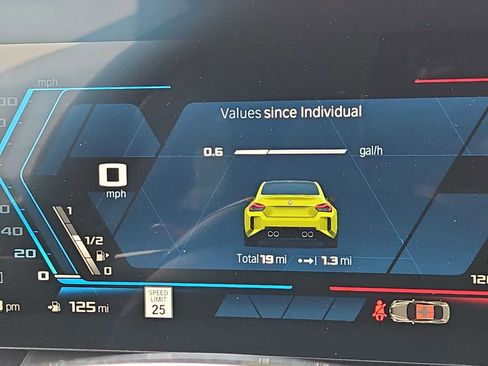 mph
Values since Individual
0.6 gal/h
0
mph
1
1/2
0
40
20
0
Total 19 mi 1.3 mi
pm 125 mi
SPEED
LIMIT
25